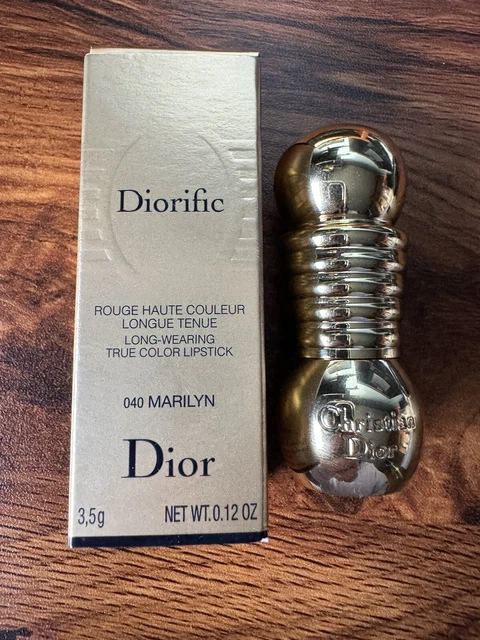 Diorific
ROUGE HAUTE COULEUR
LONGUE TENUE
LONG-WEARING
TRUE COLOR LIPSTICK
040 MARILYN
Dior
3,5g NET WT. 0.12 OZ
Christian
Dior